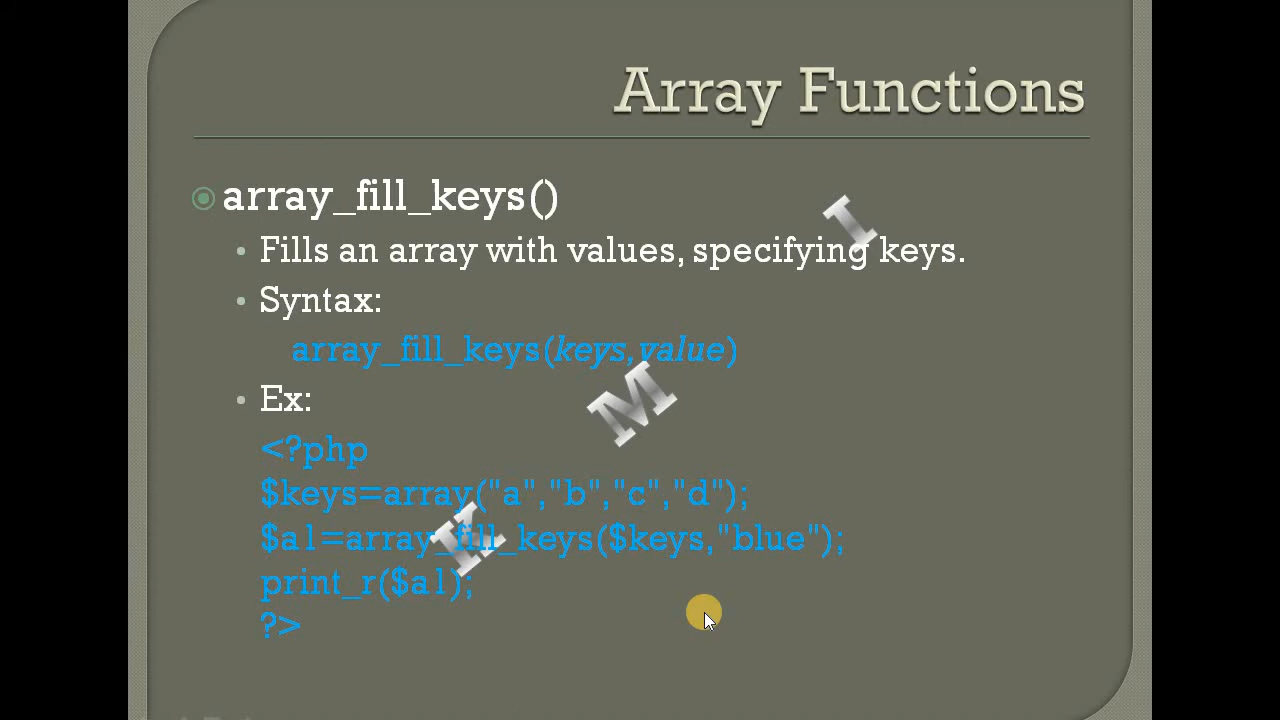 Array Functions
array_fill_keys()
Fills an array with values, specifying keys.
Syntax:
array_fill_keys(keys,value)
Ex:
<?php
$keys=array("a","b","c","d");
$a1=array_fill_keys($keys,"blue");
print_r($a1);
?>
K M I